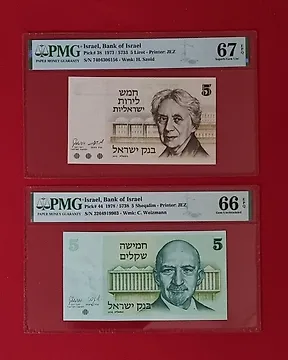 PMG
PAPER MONEY GUARANTY
Israel, Bank of Israel
Pick# 38 1973 / 5733 5 Lirot - Printer: JEZ
S/N 7404306156 - Wmk: H. Szold
67 EPQ
Superb Gem Unc
5
חמש
לירות
ישראליות
בנק ישראל
PMG
PAPER MONEY GUARANTY
Israel, Bank of Israel
Pick# 44 1978 / 5738 5 Sheqalim - Printer: JEZ
S/N 2204919903 - Wmk: C. Weizmann
66 EPQ
Gem Uncirculated
5
5
חמישה
שקלים
בנק ישראל